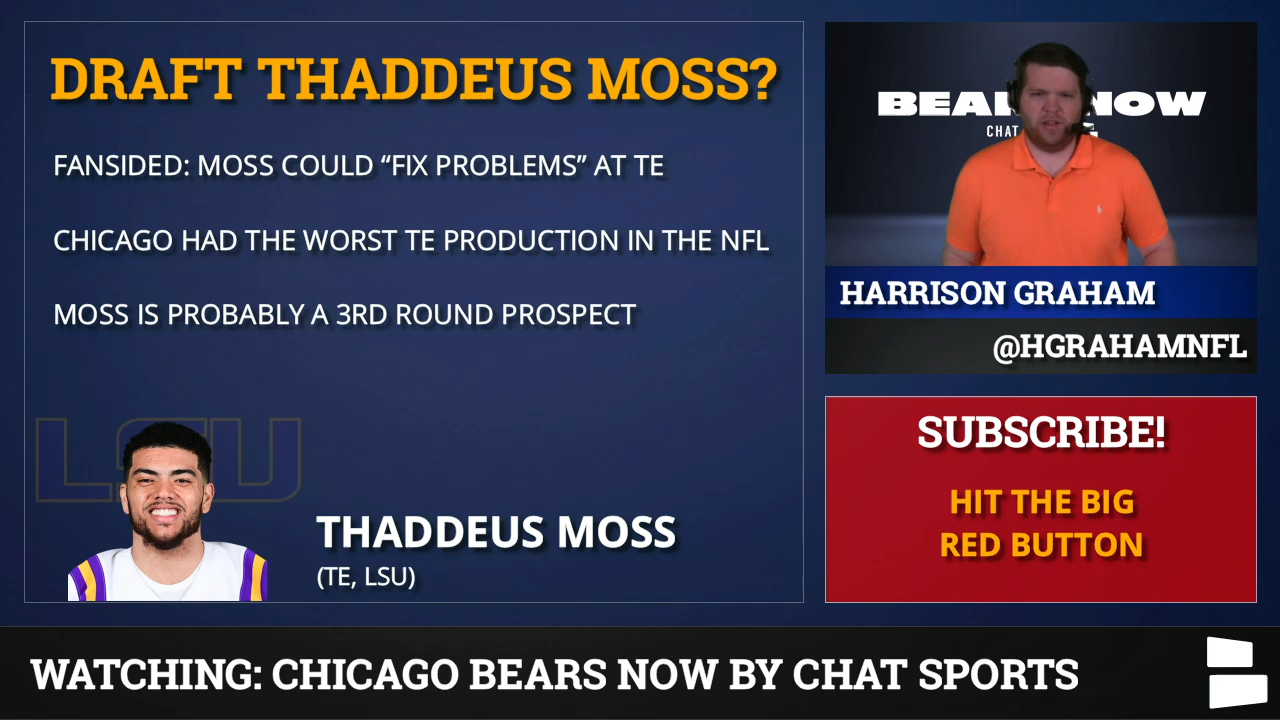 DRAFT THADDEUS MOSS?
FANSIDED: MOSS COULD “FIX PROBLEMS” AT TE
CHICAGO HAD THE WORST TE PRODUCTION IN THE NFL
MOSS IS PROBABLY A 3RD ROUND PROSPECT
LSU
THADDEUS MOSS
(TE, LSU)
NOW
CHAT
HARRISON GRAHAM
@HGRAHAMNFL
SUBSCRIBE!
HIT THE BIG
RED BUTTON
WATCHING: CHICAGO BEARS NOW BY CHAT SPORTS